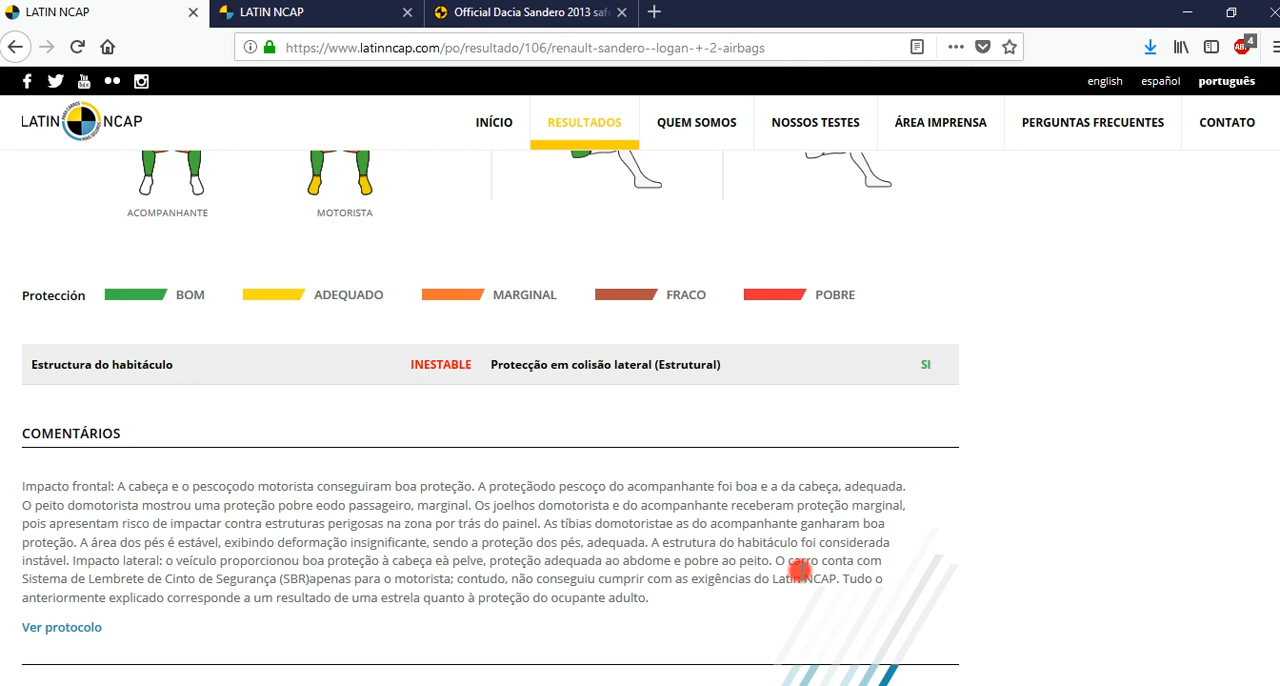 LATIN NCAP
LATIN NCAP
Official Dacia Sandero 2013 saf
https://www.latinncap.com/po/resultado/106/renault-sandero--logan-+-2-airbags
ABP
4
english español português
LATIN NCAP
INÍCIO RESULTADOS QUEM SOMOS NOSSOS TESTES ÁREA IMPRENSA PERGUNTAS FRECUENTES CONTATO
ACOMPANHANTE MOTORISTA
Protección BOM ADEQUADO MARGINAL FRACO POBRE
Estructura do habitáculo INESTABLE Protecção em colisão lateral (Estrutural) SI
COMENTÁRIOS
Impacto frontal: A cabeça e o pescoçodo motorista conseguiram boa proteção. A proteçãodo pescoço do acompanhante foi boa e a da cabeça, adequada.
O peito domotorista mostrou uma proteção pobre eodo passageiro, marginal. Os joelhos domotorista e do acompanhante receberam proteção marginal,
pois apresentam risco de impactar contra estruturas perigosas na zona por trás do painel. As tíbias domotoristae as do acompanhante ganharam boa
proteção. A área dos pés é estável, exibindo deformação insignificante, sendo a proteção dos pés, adequada. A estrutura do habitáculo foi considerada
instável. Impacto lateral: o veículo proporcionou boa proteção à cabeça eà pelve, proteção adequada ao abdome e pobre ao peito. O carro conta com
Sistema de Lembrete de Cinto de Segurança (SBR)apenas para o motorista; contudo, não conseguiu cumprir com as exigências do Latin NCAP. Tudo o
anteriormente explicado corresponde a um resultado de uma estrela quanto à proteção do ocupante adulto.
Ver protocolo